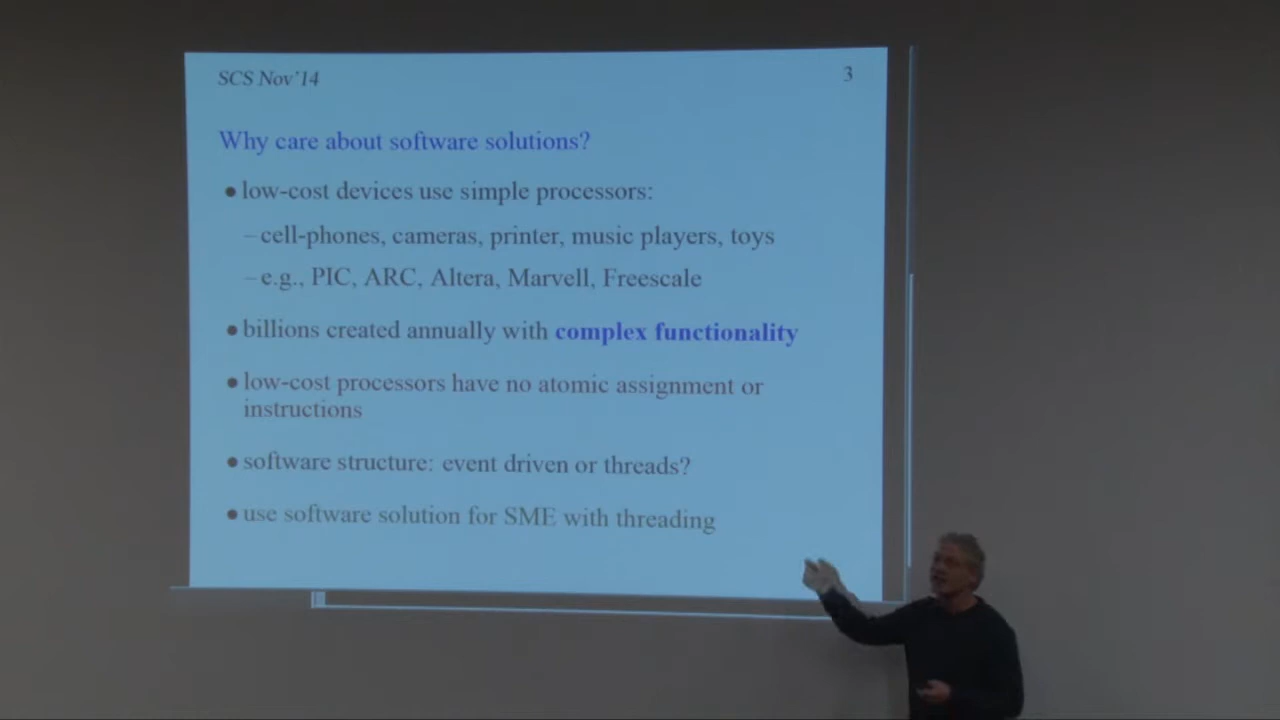 SCS Nov'14
3
Why care about software solutions?
● low-cost devices use simple processors:
– cell-phones, cameras, printer, music players, toys
– e.g., PIC, ARC, Altera, Marvell, Freescale
● billions created annually with complex functionality
● low-cost processors have no atomic assignment or
instructions
● software structure: event driven or threads?
● use software solution for SME with threading